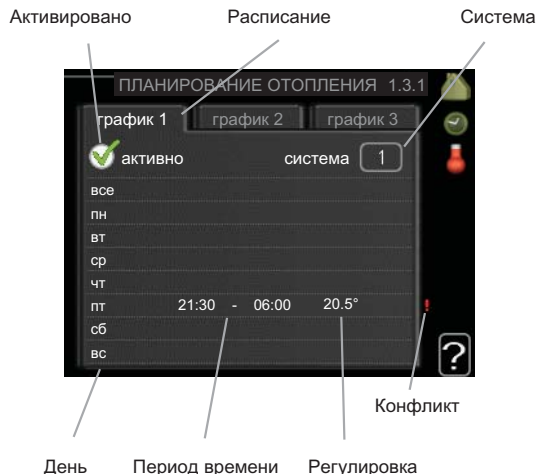 Активировано Расписание Система
ПЛАНИРОВАНИЕ ОТОПЛЕНИЯ 1.3.1
график 1 график 2 график 3
активно система 1
все
пн
вт
ср
чт
пт 21:30 - 06:00 20.5° !
сб
вс
?
Конфликт
День Период времени Регулировка